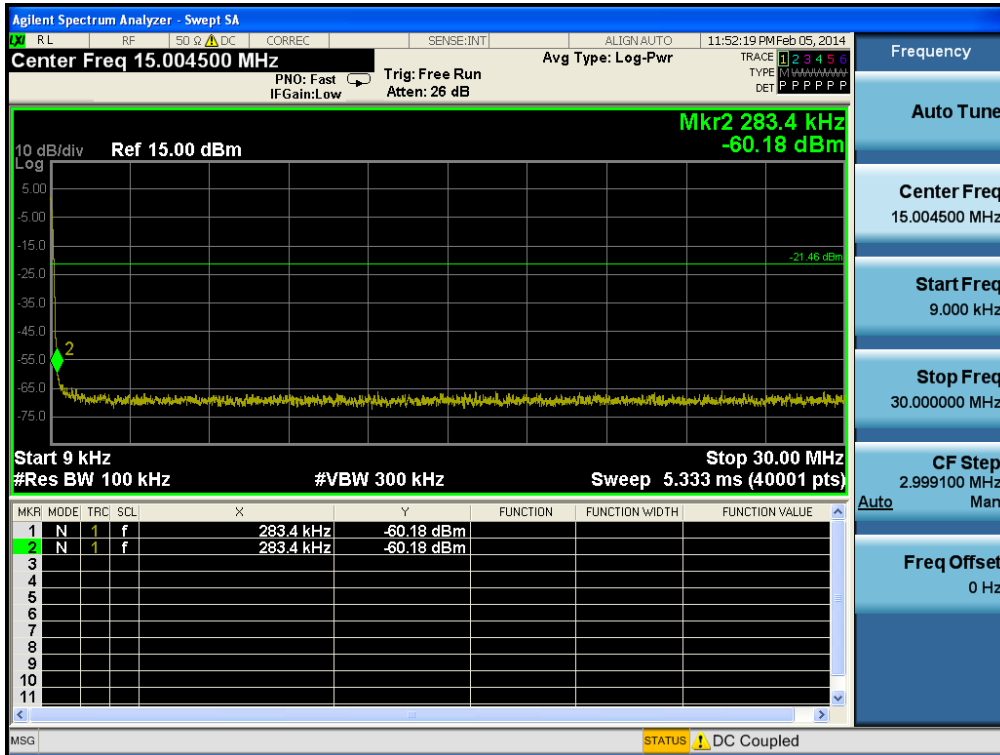 Agilent Spectrum Analyzer - Swept SA
LXI RL RF 50 Ω DC CORREC SENSE:INT ALIGN AUTO 11:52:19 PM Feb 05, 2014
Center Freq 15.004500 MHz
PNO: Fast
IFGain:Low
Trig: Free Run
Atten: 26 dB
Avg Type: Log-Pwr
TRACE 1 2 3 4 5 6
TYPE M
DET P P P P P P
Mkr2 283.4 kHz
-60.18 dBm
10 dB/div Ref 15.00 dBm
Log
5.00
-5.00
-15.0
-21.46 dBm
-25.0
-35.0
-45.0
2
-55.0
-65.0
-75.0
Start 9 kHz Stop 30.00 MHz
#Res BW 100 kHz #VBW 300 kHz Sweep 5.333 ms (40001 pts)
MKR MODE TRC SCL X Y FUNCTION FUNCTION WIDTH FUNCTION VALUE
1 N 1 f 283.4 kHz -60.18 dBm
2 N 1 f 283.4 kHz -60.18 dBm
3
4
5
6
7
8
9
10
11
MSG STATUS DC Coupled
Frequency
Auto Tune
Center Freq
15.004500 MHz
Start Freq
9.000 kHz
Stop Freq
30.000000 MHz
CF Step
2.999100 MHz
Auto Man
Freq Offset
0 Hz